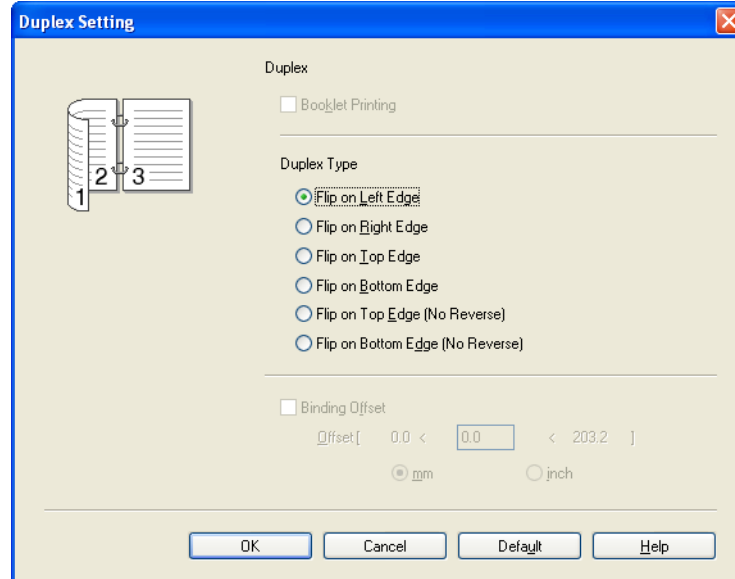 Duplex Setting
Duplex
Booklet Printing
1 2 3
Duplex Type
Flip on Left Edge
Flip on Right Edge
Flip on Top Edge
Flip on Bottom Edge
Flip on Top Edge (No Reverse)
Flip on Bottom Edge (No Reverse)
Binding Offset
Offset [ 0.0 < 0.0 < 203.2 ]
mm inch
OK Cancel Default Help